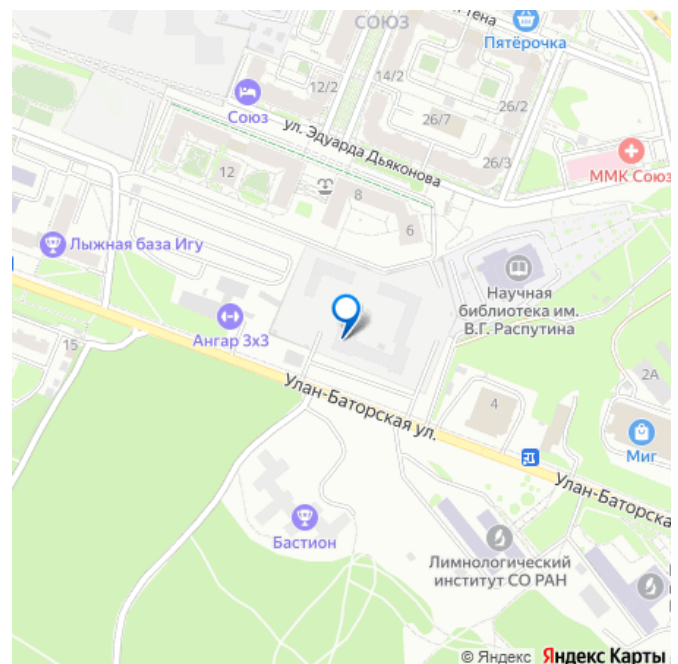 СОЮЗ
Пятёрочка
12/2
14/2
26/2
Союз
26/7
ул. Эдуарда Дьяконова
26/3
ММК Союз
12
8
6
Лыжная база Игу
Научная
библиотека им.
В.Г. Распутина
Ангар 3x3
15
2А
Улан-Баторская ул.
4
Миг
Улан-Баторска
Бастион
Лимнологический
институт СО РАН
© Яндекс Яндекс Карты